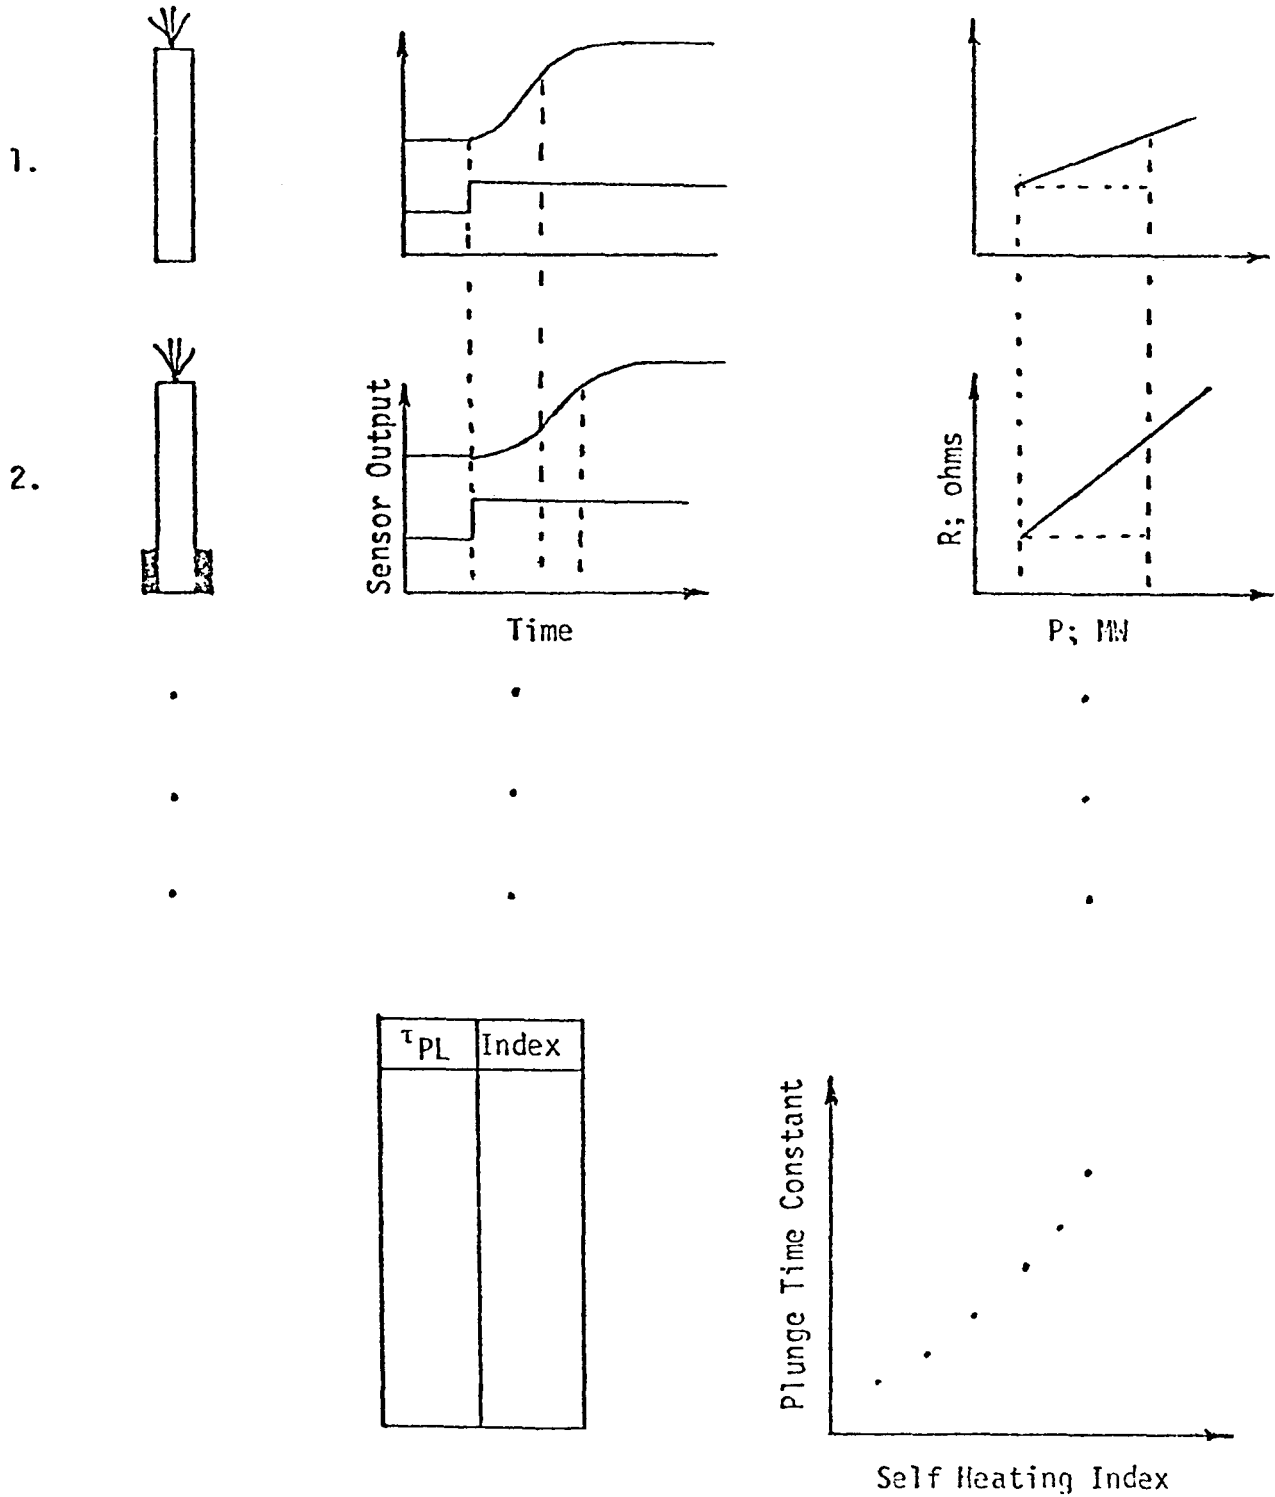 1.
2.
Sensor Output
Time
R; ohms
P; MW
τPL Index
Plunge Time Constant
Self Heating Index